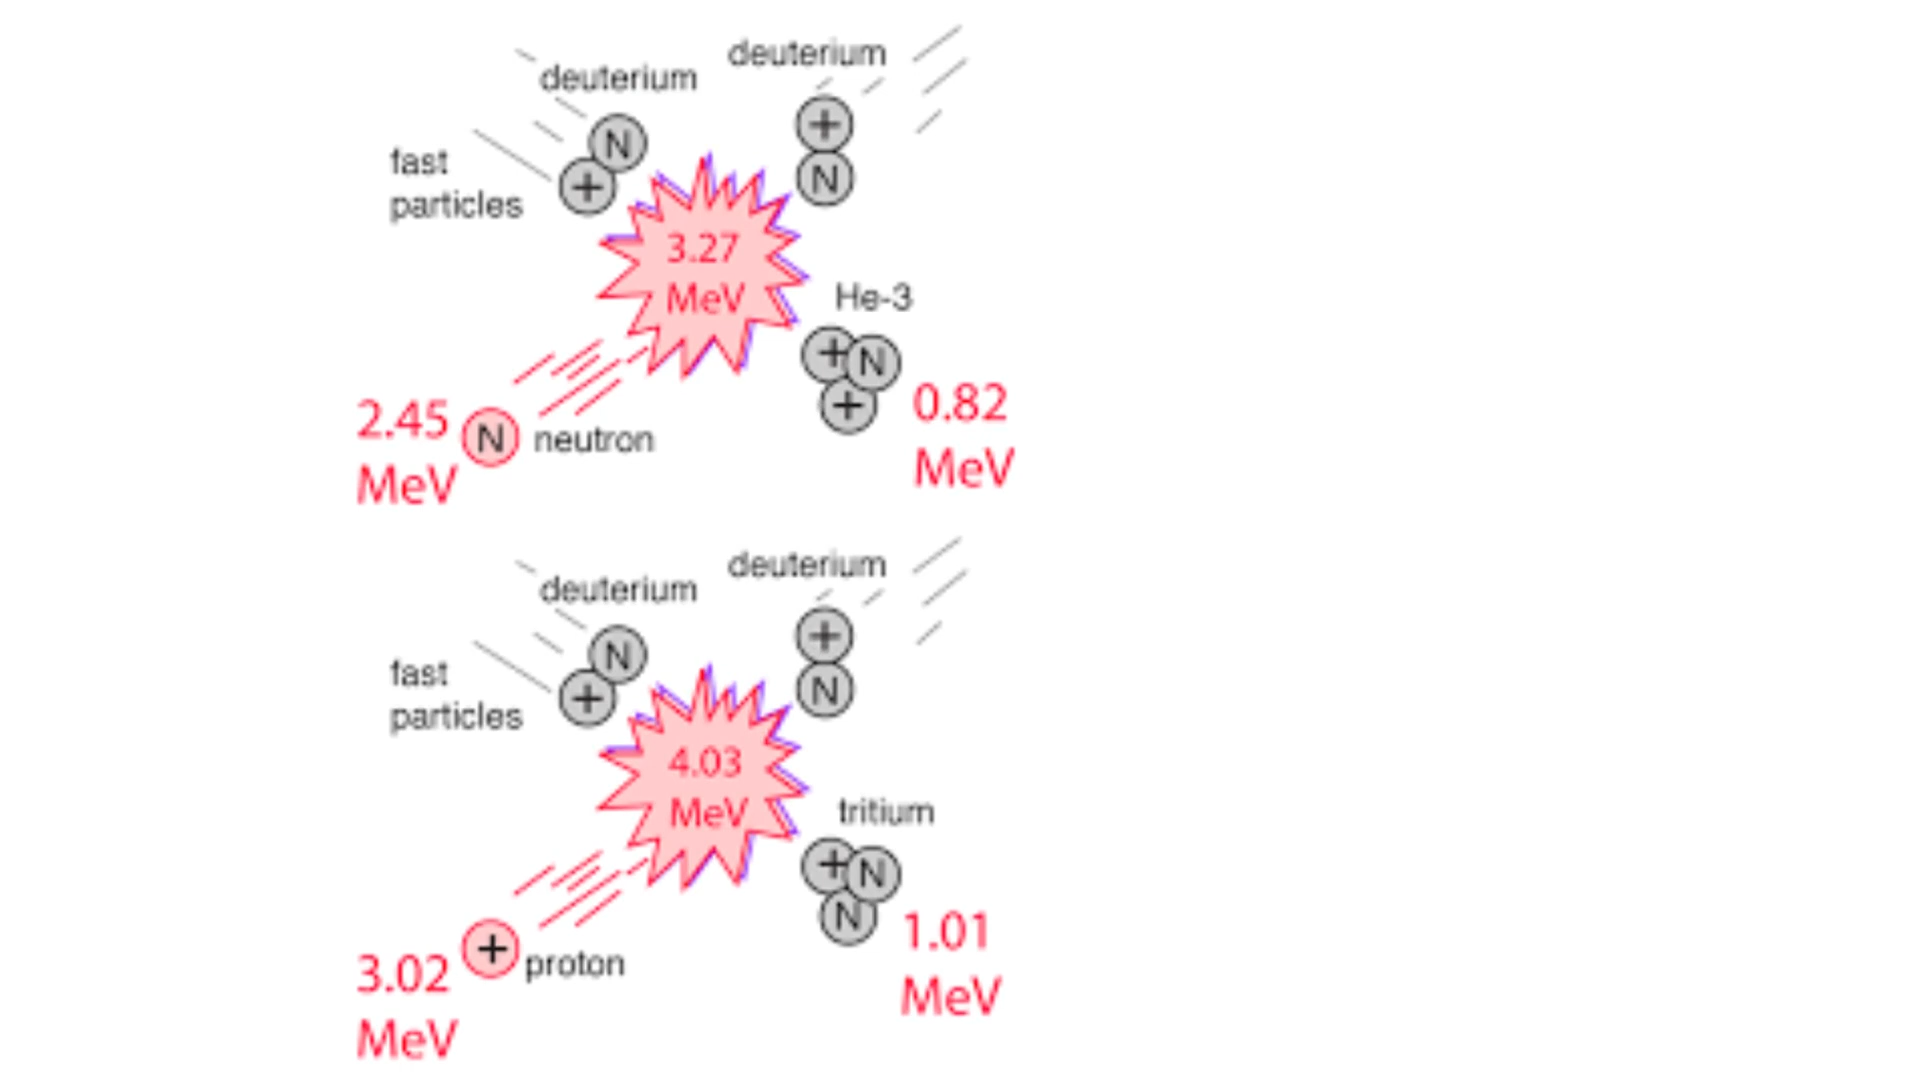 deuterium
deuterium
N
+
+
N
fast
particles
3.27
MeV
He-3
+
N
+
0.82
MeV
2.45
MeV
N
neutron
deuterium
deuterium
N
+
+
N
fast
particles
4.03
MeV
tritium
+
N
N
1.01
MeV
3.02
MeV
+
proton